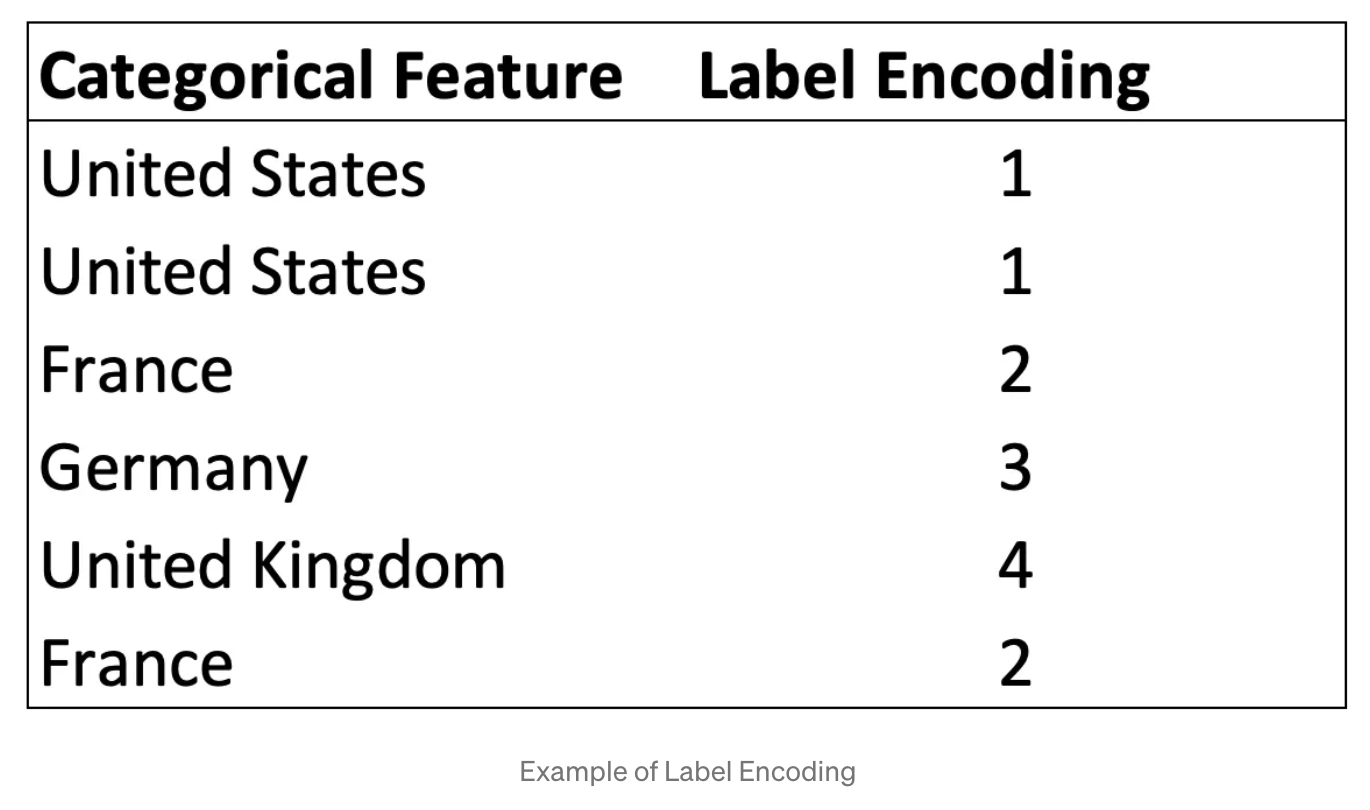 Categorical Feature Label Encoding
United States 1
United States 1
France 2
Germany 3
United Kingdom 4
France 2
Example of Label Encoding